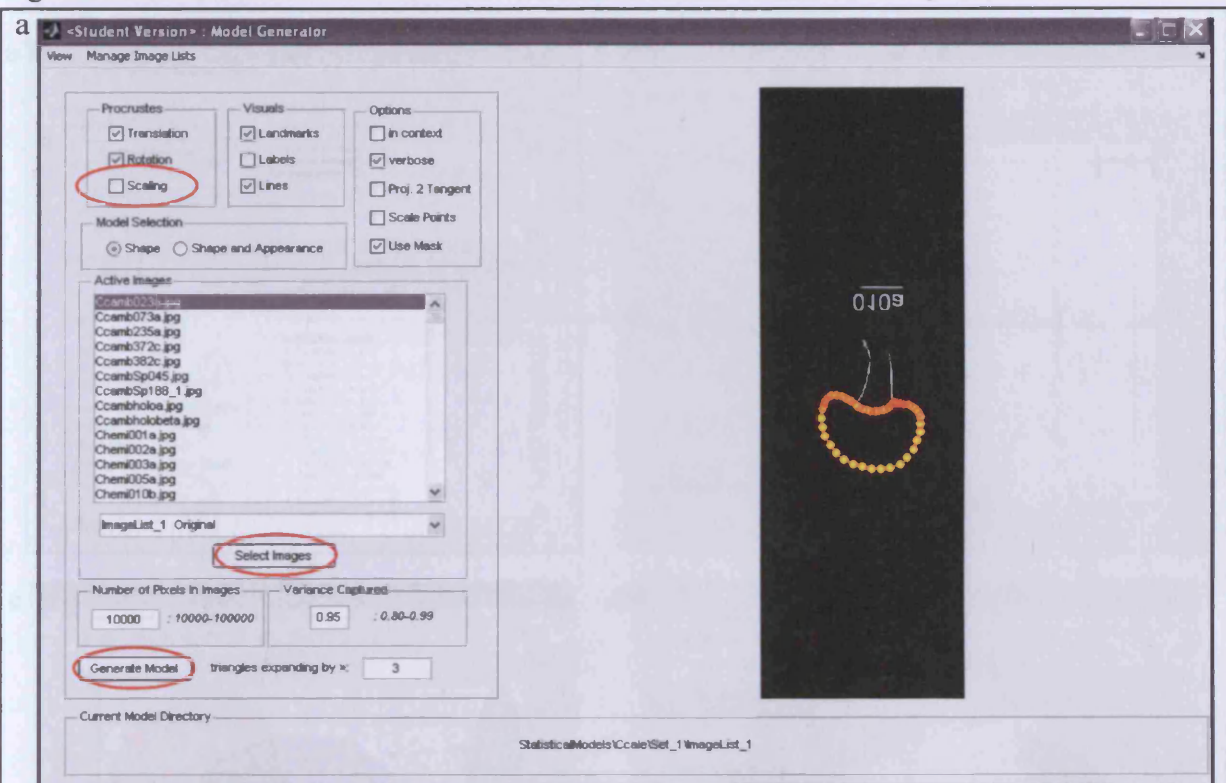 a
<Student Version> : Model Generator
View Manage Image Lists
Procrustes
Translation
Rotation
Scaling
Visuals
Landmarks
Labels
Lines
Options
in context
verbose
Proj. 2 Tangent
Scale Points
Use Mask
Model Selection
Shape Shape and Appearance
Active Images
Ccamb023a.jpg
Ccamb073a.jpg
Ccamb235a.jpg
Ccamb372c.jpg
Ccamb382c.jpg
CcambSp045.jpg
CcambSp188_1.jpg
Ccambholoa.jpg
Ccambholobeta.jpg
Chemi001a.jpg
Chemi002a.jpg
Chemi003a.jpg
Chemi005a.jpg
Chemi010b.jpg
ImageList_1 Original
Select Images
Number of Pixels In Images
10000 : 10000-100000
Variance Captured
0.95 : 0.80-0.99
Generate Model triangles expanding by *: 3
010a
Current Model Directory
StatisticalModels\Ccale\Set_1\ImageList_1